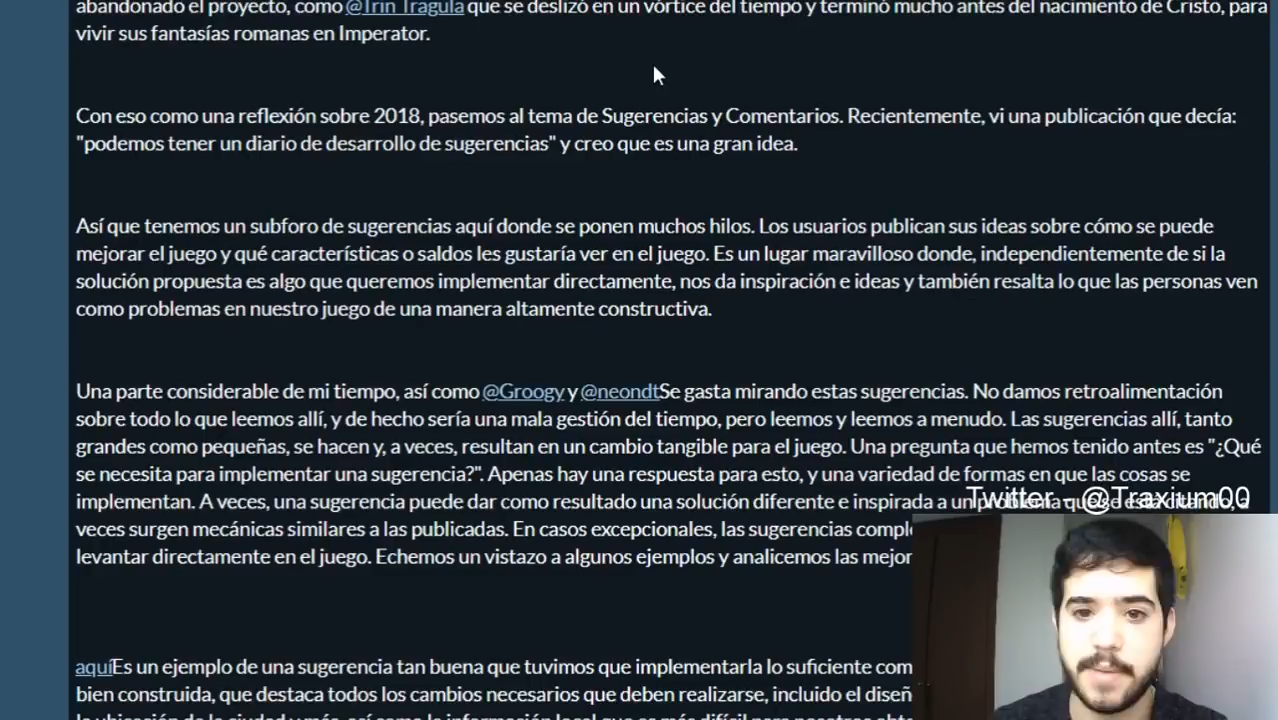 abandonado el proyecto, como @Trin Tragula que se deslizó en un vórtice del tiempo y terminó mucho antes del nacimiento de Cristo, para
vivir sus fantasías romanas en Imperator.
Con eso como una reflexión sobre 2018, pasemos al tema de Sugerencias y Comentarios. Recientemente, vi una publicación que decía:
"podemos tener un diario de desarrollo de sugerencias" y creo que es una gran idea.
Así que tenemos un subforo de sugerencias aquí donde se ponen muchos hilos. Los usuarios publican sus ideas sobre cómo se puede
mejorar el juego y qué características o saldos les gustaría ver en el juego. Es un lugar maravilloso donde, independientemente de si la
solución propuesta es algo que queremos implementar directamente, nos da inspiración e ideas y también resalta lo que las personas ven
como problemas en nuestro juego de una manera altamente constructiva.
Una parte considerable de mi tiempo, así como @Groogy y @neondtSe gasta mirando estas sugerencias. No damos retroalimentación
sobre todo lo que leemos allí, y de hecho sería una mala gestión del tiempo, pero leemos y leemos a menudo. Las sugerencias allí, tanto
grandes como pequeñas, se hacen y, a veces, resultan en un cambio tangible para el juego. Una pregunta que hemos tenido antes es "¿Qué
se necesita para implementar una sugerencia?". Apenas hay una respuesta para esto, y una variedad de formas en que las cosas se
implementan. A veces, una sugerencia puede dar como resultado una solución diferente e inspirada a un
Twitter - @Traxium00
veces surgen mecánicas similares a las publicadas. En casos excepcionales, las sugerencias compl
levantar directamente en el juego. Echemos un vistazo a algunos ejemplos y analicemos las mejor
aquíEs un ejemplo de una sugerencia tan buena que tuvimos que implementarla lo suficiente com
bien construida, que destaca todos los cambios necesarios que deben realizarse, incluido el diseñ